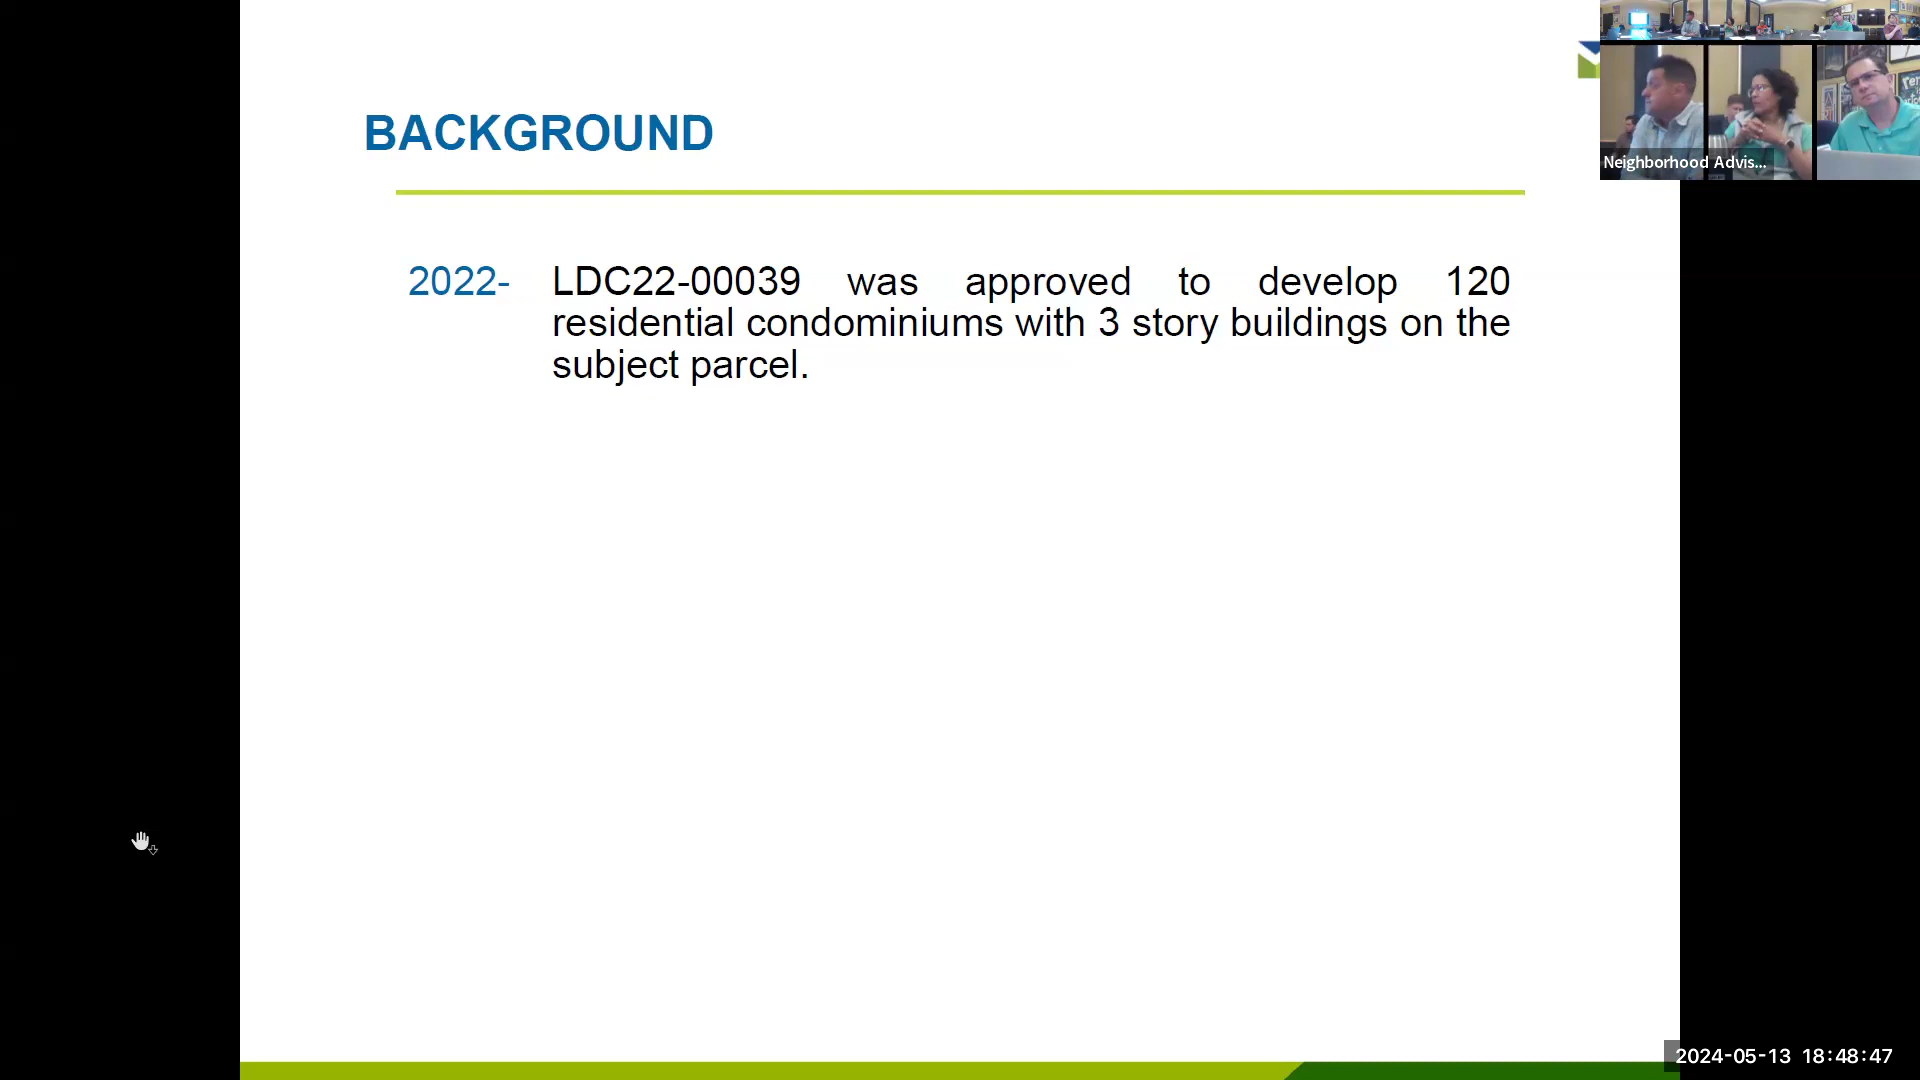 BACKGROUND
2022- LDC22-00039 was approved to develop 120
residential condominiums with 3 story buildings on the
subject parcel.
Neighborhood Advis...
2024-05-13 18:48:47